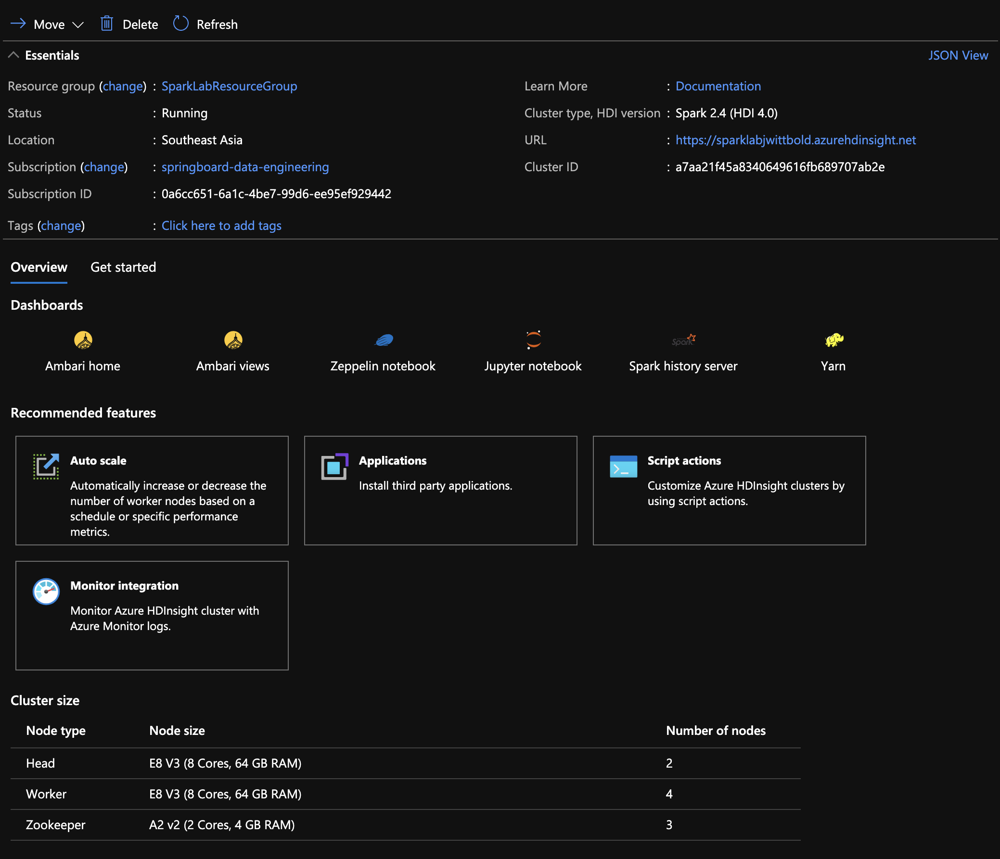 Move Delete Refresh
Essentials JSON View
Resource group (change) : SparkLabResourceGroup Learn More : Documentation
Status : Running Cluster type, HDI version : Spark 2.4 (HDI 4.0)
Location : Southeast Asia URL : https://sparklabjwittbold.azurehdinsight.net
Subscription (change) : springboard-data-engineering Cluster ID : a7aa21f45a8340649616fb689707ab2e
Subscription ID : 0a6cc651-6a1c-4be7-99d6-ee95ef929442
Tags (change) : Click here to add tags
Overview Get started
Dashboards
Spark
Ambari home Ambari views Zeppelin notebook Jupyter notebook Spark history server Yarn
Recommended features
Auto scale
Automatically increase or decrease the
number of worker nodes based on a
schedule or specific performance
metrics.
Applications
Install third party applications.
Script actions
Customize Azure HDInsight clusters by
using script actions.
Monitor integration
Monitor Azure HDInsight cluster with
Azure Monitor logs.
Cluster size
Node type Node size Number of nodes
Head E8 V3 (8 Cores, 64 GB RAM) 2
Worker E8 V3 (8 Cores, 64 GB RAM) 4
Zookeeper A2 v2 (2 Cores, 4 GB RAM) 3